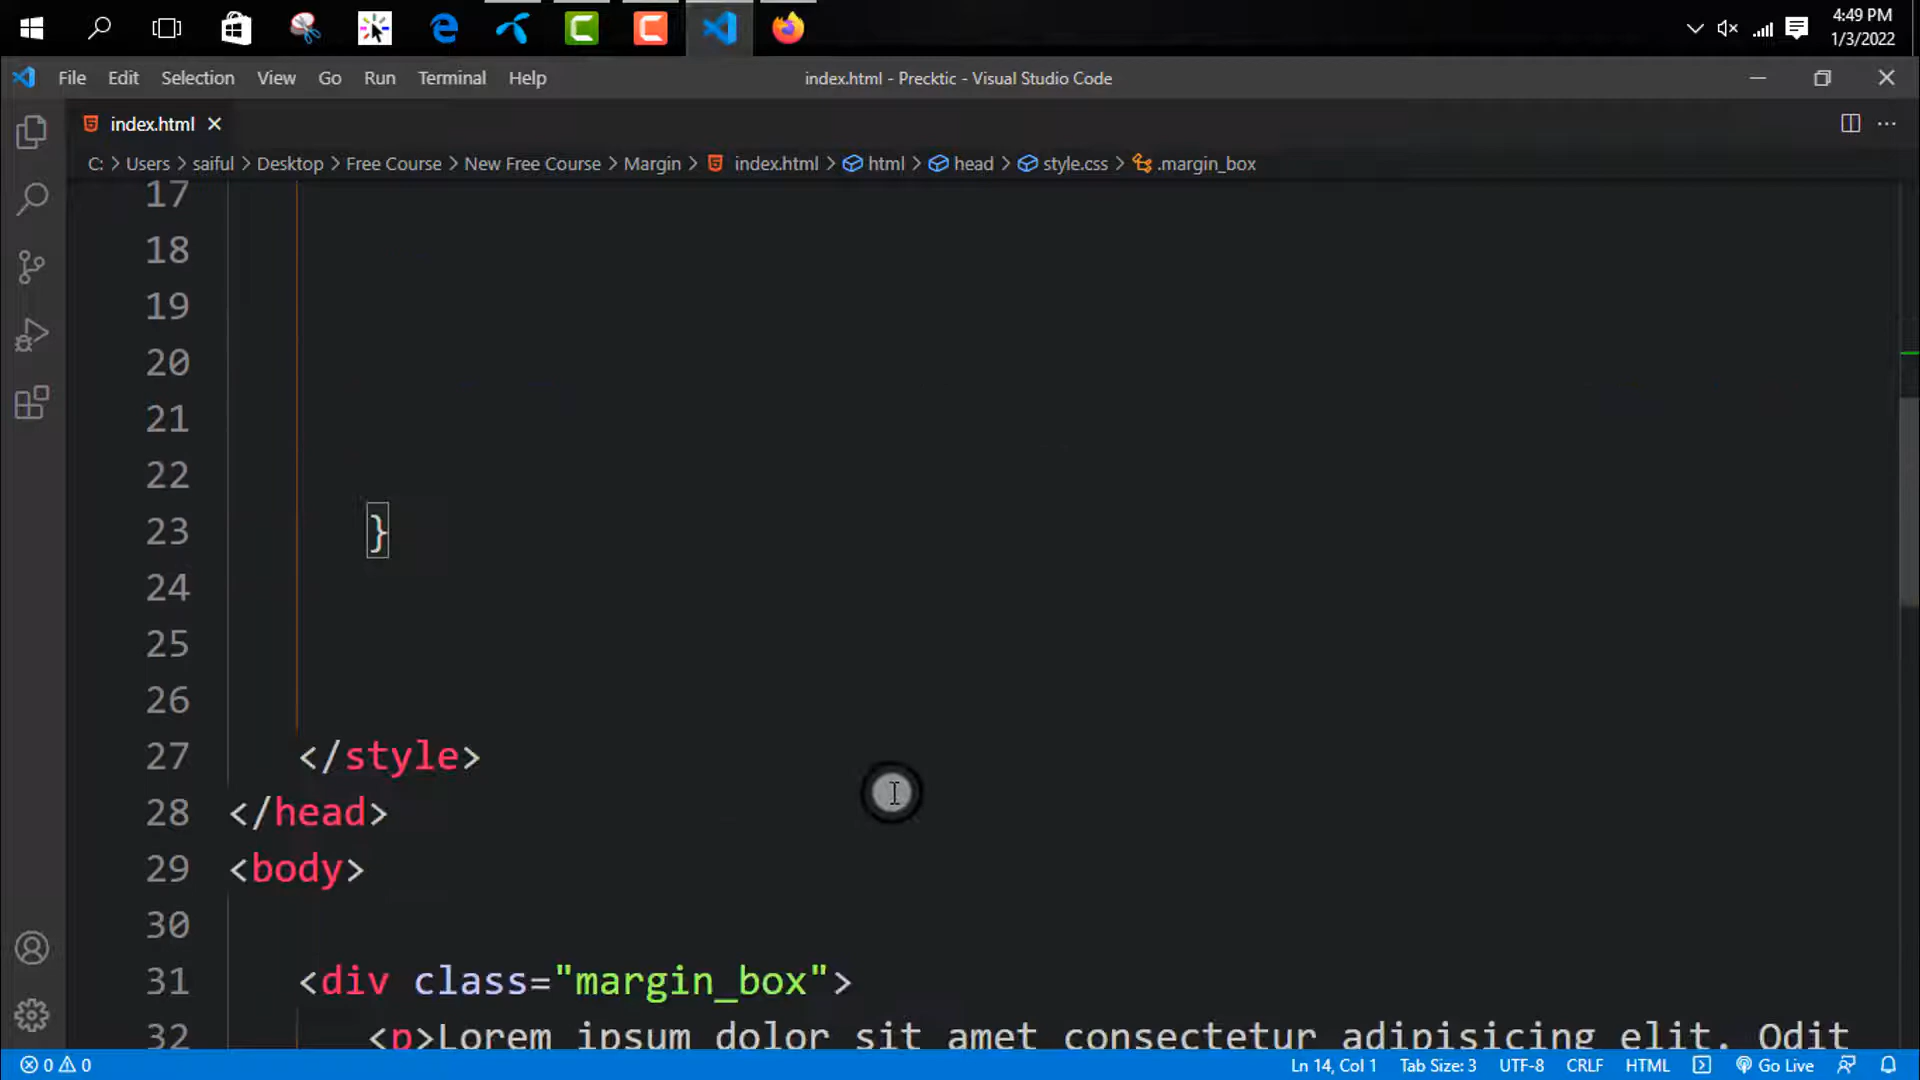 4:49 PM
1/3/2022
File Edit Selection View Go Run Terminal Help
index.html - Precktic - Visual Studio Code
index.html
C: > Users > saiful > Desktop > Free Course > New Free Course > Margin > index.html > html > head > style.css > .margin_box
17
18
19
20
21
22
23 }
24
25
26
27 </style>
28 </head>
29 <body>
30
31 <div class="margin_box">
32 <p>Lorem ipsum dolor sit amet consectetur adipisicing elit. Odit
0 0 Ln 14, Col 1 Tab Size: 3 UTF-8 CRLF HTML Go Live